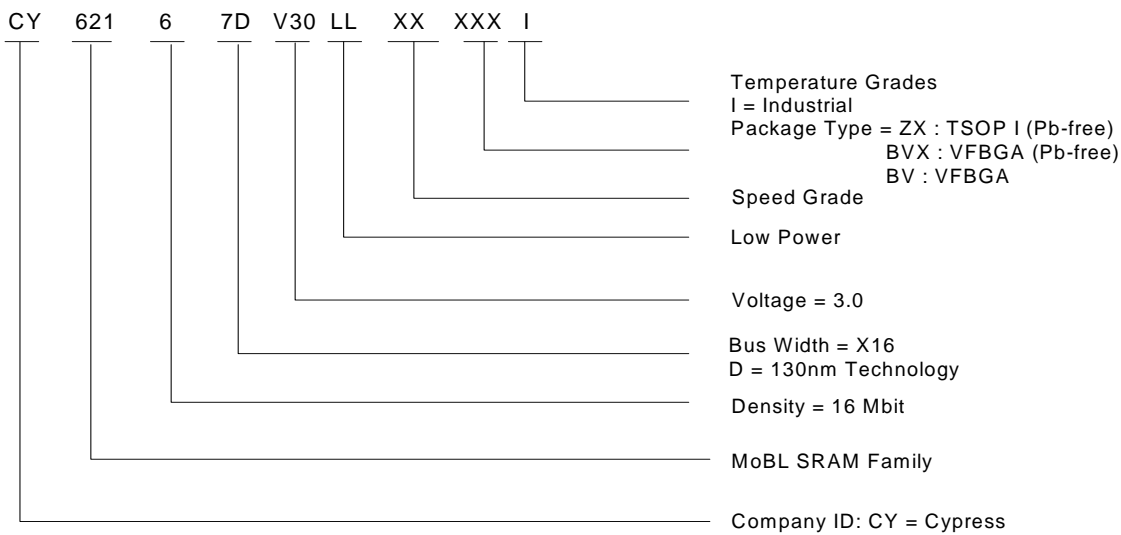 CY 621 6 7D V30 LL XX XXX I
Temperature Grades
I = Industrial
Package Type = ZX : TSOP I (Pb-free)
BVX : VFBGA (Pb-free)
BV : VFBGA
Speed Grade
Low Power
Voltage = 3.0
Bus Width = X16
D = 130nm Technology
Density = 16 Mbit
MoBL SRAM Family
Company ID: CY = Cypress